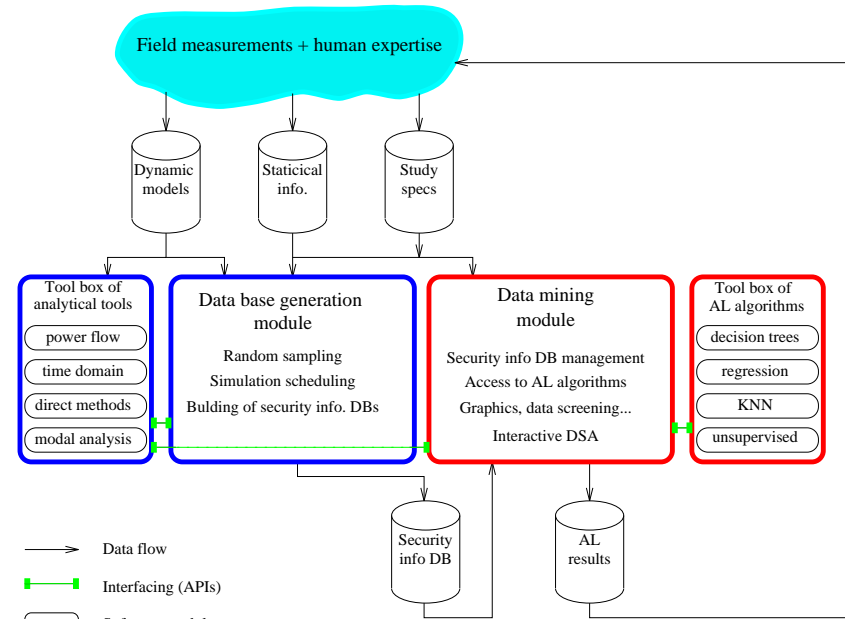 Field measurements + human expertise
Dynamic
models
Staticical
info.
Study
specs
Tool box of
analytical tools
power flow
time domain
direct methods
modal analysis
Data base generation
module
Random sampling
Simulation scheduling
Bulding of security info. DBs
Data mining
module
Security info DB management
Access to AL algorithms
Graphics, data screening...
Interactive DSA
Tool box of
AL algorithms
decision trees
regression
KNN
unsupervised
Security
info DB
AL
results
Data flow
Interfacing (APIs)